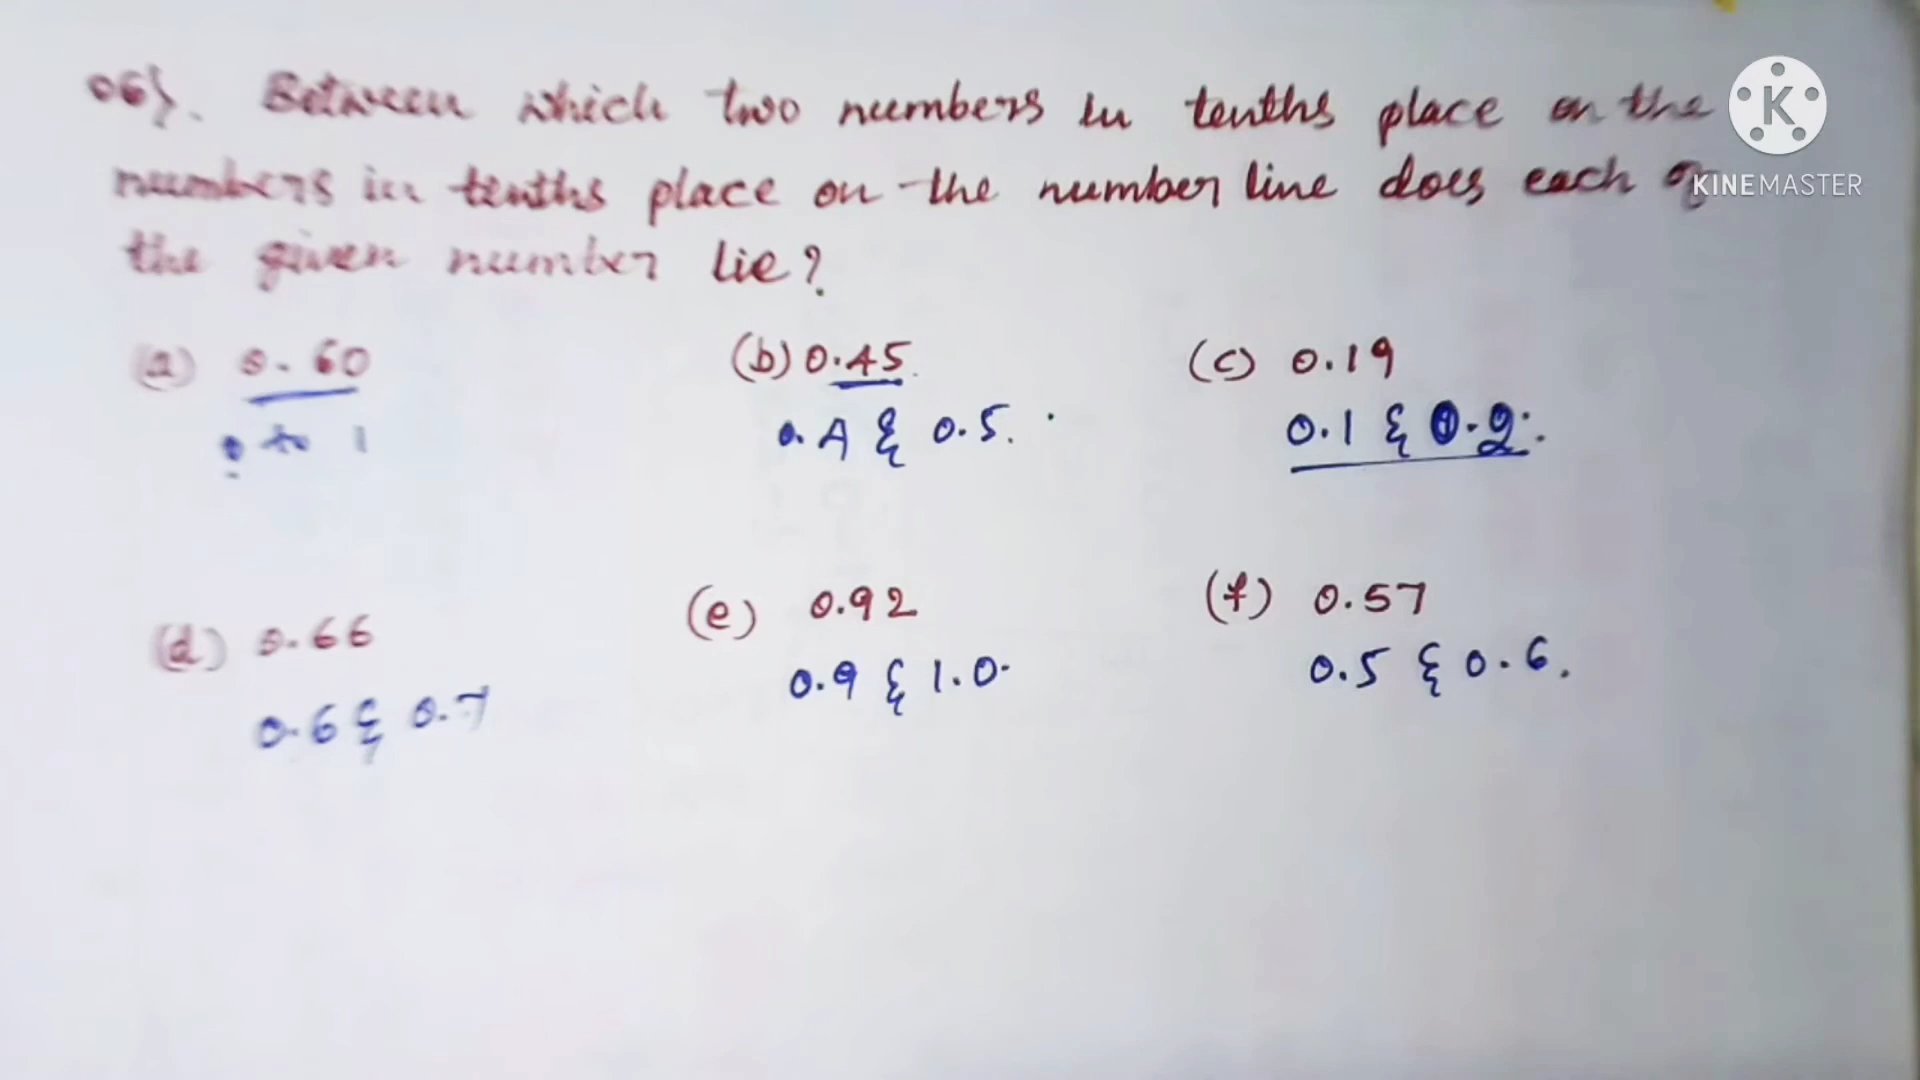 06}. Between which two numbers in tenths place on the
numbers in tenths place on the number line does each of
the given number lie?
K
KINEMASTER
(a) 0.60 (b) 0.45. (c) 0.19
0 to 1 0.4 & 0.5. 0.1 & 0.2.
(d) 0.66 (e) 0.92 (f) 0.57
0.6 & 0.7 0.9 & 1.0. 0.5 & 0.6.